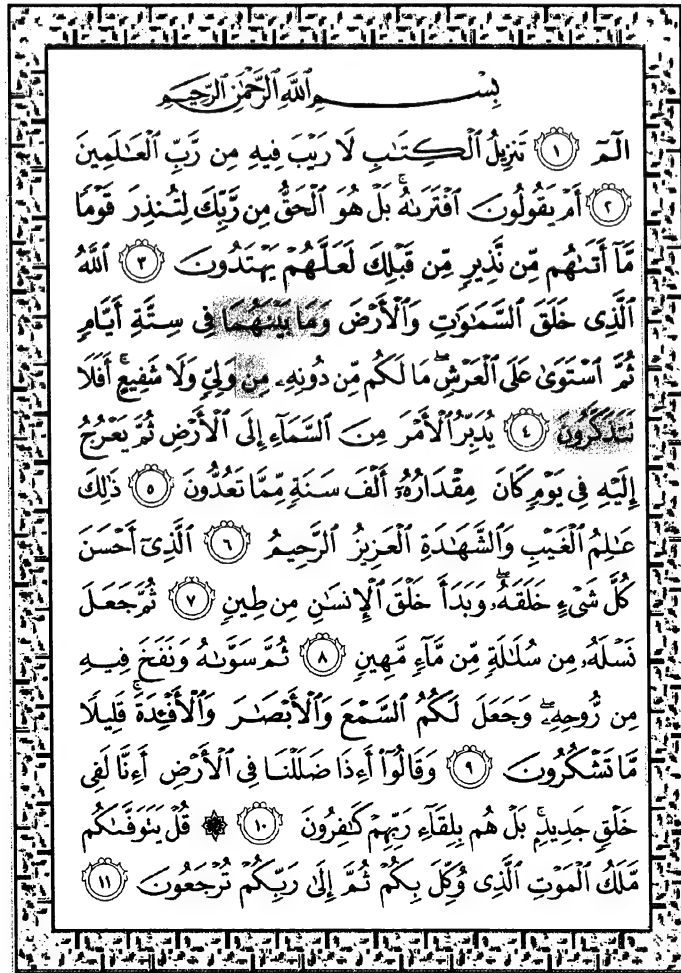 بِسْمِ ٱللَّهِ ٱلرَّحْمَٰنِ ٱلرَّحِيمِ
الٓمٓ ١ تَنزِيلُ ٱلْكِتَٰبِ لَا رَيْبَ فِيهِ مِن رَّبِّ ٱلْعَٰلَمِينَ
٢ أَمْ يَقُولُونَ ٱفْتَرَىٰهُۚ بَلْ هُوَ ٱلْحَقُّ مِن رَّبِّكَ لِتُنذِرَ قَوْمًا
مَّآ أَتَىٰهُم مِّن نَّذِيرٍ مِّن قَبْلِكَ لَعَلَّهُمْ يَهْتَدُونَ ٣ ٱللَّهُ
ٱلَّذِى خَلَقَ ٱلسَّمَٰوَٰتِ وَٱلْأَرْضَ وَمَا بَيْنَهُمَا فِى سِتَّةِ أَيَّامٍ
ثُمَّ ٱسْتَوَىٰ عَلَى ٱلْعَرْشِۖ مَا لَكُم مِّن دُونِهِۦ مِن وَلِىٍّ وَلَا شَفِيعٍۚ أَفَلَا
تَتَذَكَّرُونَ ٤ يُدَبِّرُ ٱلْأَمْرَ مِنَ ٱلسَّمَآءِ إِلَى ٱلْأَرْضِ ثُمَّ يَعْرُجُ
إِلَيْهِ فِى يَوْمٍ كَانَ مِقْدَارُهُۥٓ أَلْفَ سَنَةٍ مِّمَّا تَعُدُّونَ ٥ ذَٰلِكَ
عَٰلِمُ ٱلْغَيْبِ وَٱلشَّهَٰدَةِ ٱلْعَزِيزُ ٱلرَّحِيمُ ٦ ٱلَّذِىٓ أَحْسَنَ
كُلَّ شَىْءٍ خَلَقَهُۥۖ وَبَدَأَ خَلْقَ ٱلْإِنسَٰنِ مِن طِينٍ ٧ ثُمَّ جَعَلَ
نَسْلَهُۥ مِن سُلَٰلَةٍ مِّن مَّآءٍ مَّهِينٍ ٨ ثُمَّ سَوَّىٰهُ وَنَفَخَ فِيهِ
مِن رُّوحِهِۦۖ وَجَعَلَ لَكُمُ ٱلسَّمْعَ وَٱلْأَبْصَٰرَ وَٱلْأَفْـِٔدَةَۚ قَلِيلًا
مَّا تَشْكُرُونَ ٩ وَقَالُوٓا۟ أَءِذَا ضَلَلْنَا فِى ٱلْأَرْضِ أَءِنَّا لَفِى
خَلْقٍ جَدِيدٍۭۚ بَلْ هُم بِلِقَآءِ رَبِّهِمْ كَٰفِرُونَ ١٠ ۞ قُلْ يَتَوَفَّىٰكُم
مَّلَكُ ٱلْمَوْتِ ٱلَّذِى وُكِّلَ بِكُمْ ثُمَّ إِلَىٰ رَبِّكُمْ تُرْجَعُونَ ١١